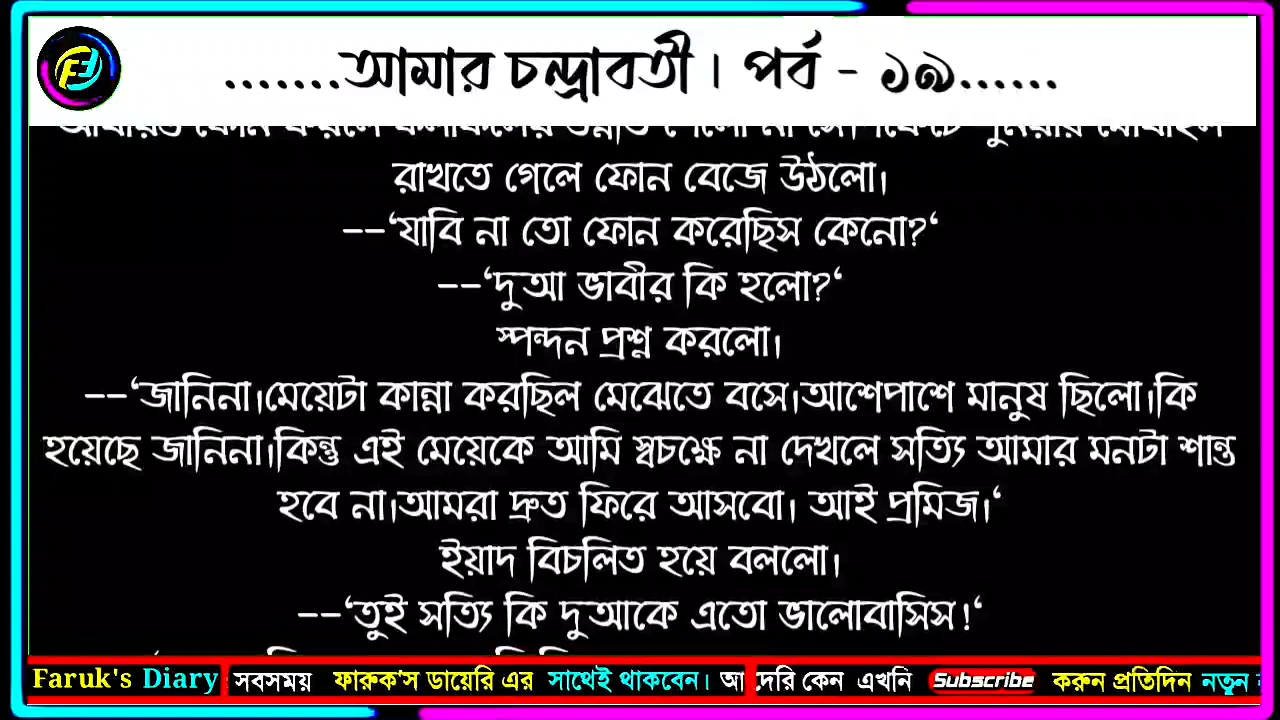 .......আমার চন্দ্রাবতী। পর্ব - ১৯......
রাখতে গেলে ফোন বেজে উঠলো।
--‘যাবি না তো ফোন করেছিস কেনো?‘
--‘দুআ ভাবীর কি হলো?‘
স্পন্দন প্রশ্ন করলো।
--‘জানিনা।মেয়েটা কান্না করছিল মেঝেতে বসে।আশেপাশে মানুষ ছিলো।কি
হয়েছে জানিনা।কিন্তু এই মেয়েকে আমি স্বচক্ষে না দেখলে সত্যি আমার মনটা শান্ত
হবে না।আমরা দ্রুত ফিরে আসবো। আই প্রমিজ।‘
ইয়াদ বিচলিত হয়ে বললো।
--‘তুই সত্যি কি দুআকে এতো ভালোবাসিস!‘
Faruk's Diary সবসময় ফারুক'স ডায়েরি এর সাথেই থাকবেন। আ দেরি কেন এখনি Subscribe করুন প্রতিদিন নতুন